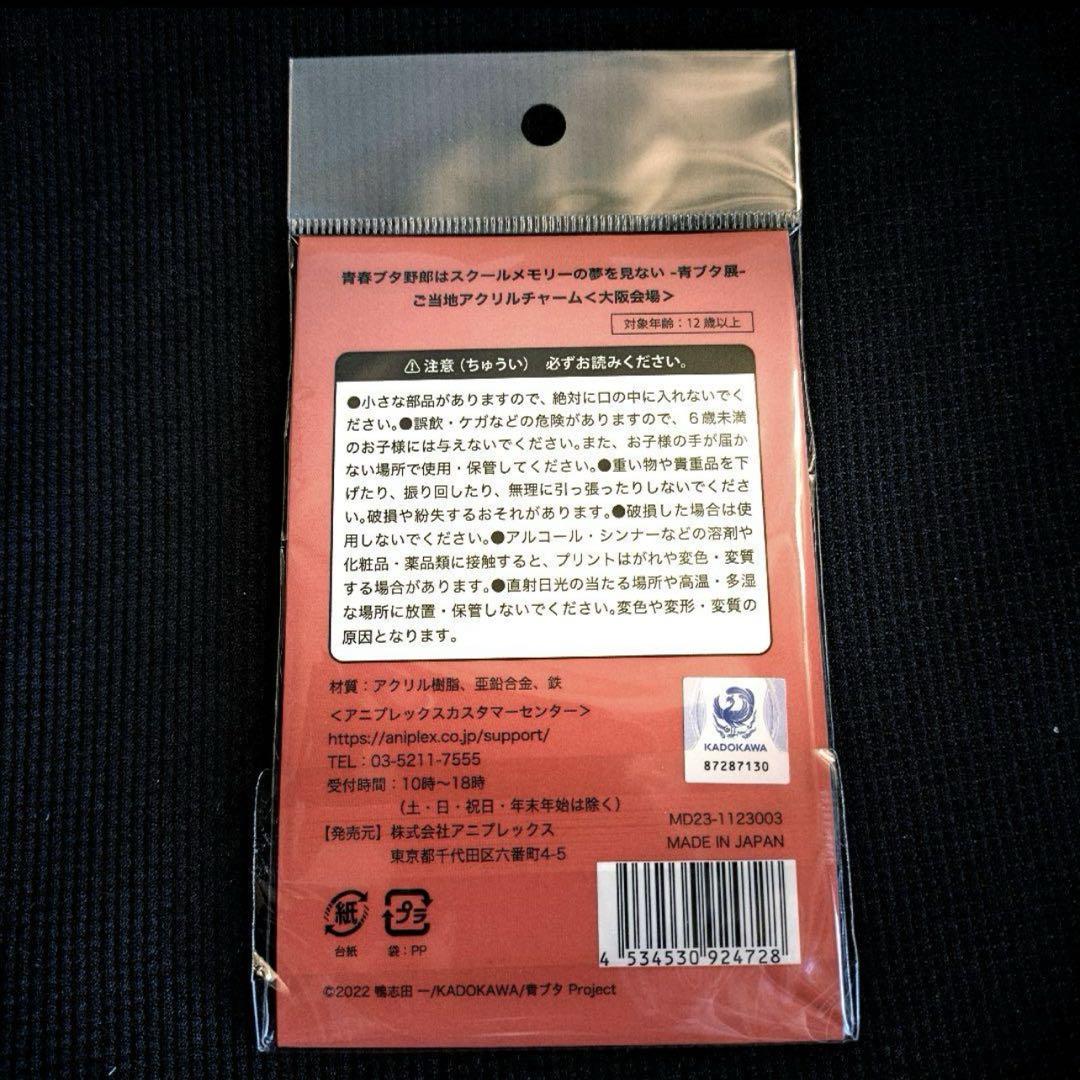 青春ブタ野郎はスクールメモリーの夢を見ない -青ブタ展-
ご当地アクリルチャーム＜大阪会場＞
対象年齢：12 歳以上
⚠注意（ちゅうい） 必ずお読みください。
●小さな部品がありますので、絶対に口の中に入れないでく
ださい。●誤飲・ケガなどの危険がありますので、６歳未満
のお子様には与えないでください。また、お子様の手が届か
ない場所で使用・保管してください。●重い物や貴重品を下
げたり、振り回したり、無理に引っ張ったりしないでくださ
い。破損や紛失するおそれがあります。●破損した場合は使
用しないでください。●アルコール・シンナーなどの溶剤や
化粧品・薬品類に接触すると、プリントはがれや変色・変質
する場合があります。●直射日光の当たる場所や高温・多湿
な場所に放置・保管しないでください。変色や変形・変質の
原因となります。
材質：アクリル樹脂、亜鉛合金、鉄
＜アニプレックスカスタマーセンター＞
https://aniplex.co.jp/support/
TEL：03-5211-7555
受付時間：10時～18時
（土・日・祝日・年末年始は除く）
【発売元】株式会社アニプレックス
東京都千代田区六番町4-5
KADOKAWA
87287130
MD23-1123003
MADE IN JAPAN
紙
台紙
プラ
袋：PP
4 534530 924728
©2022 鴨志田 一/KADOKAWA/青ブタ Project